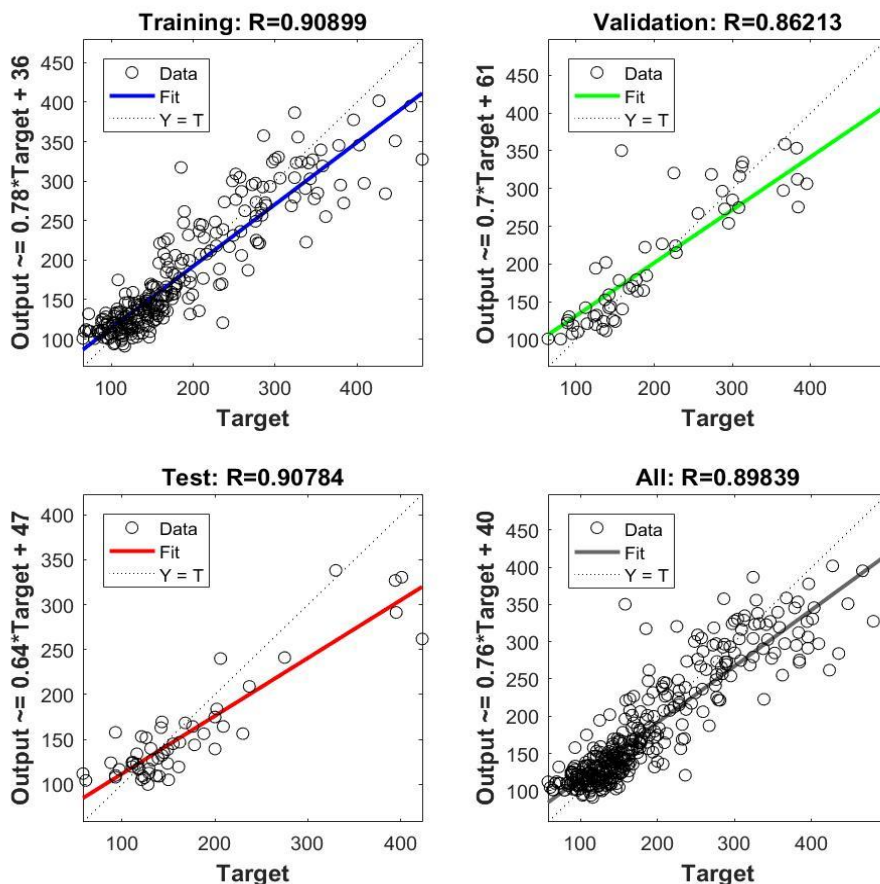 Training: R=0.90899
Output ~= 0.78*Target + 36
450
400
350
300
250
200
150
100
Data
Fit
Y = T
100 200 300 400
Target
Validation: R=0.86213
Output ~= 0.7*Target + 61
450
400
350
300
250
200
150
100
Data
Fit
Y = T
100 200 300 400
Target
Test: R=0.90784
Output ~= 0.64*Target + 47
400
350
300
250
200
150
100
Data
Fit
Y = T
100 200 300 400
Target
All: R=0.89839
Output ~= 0.76*Target + 40
450
400
350
300
250
200
150
100
Data
Fit
Y = T
100 200 300 400
Target